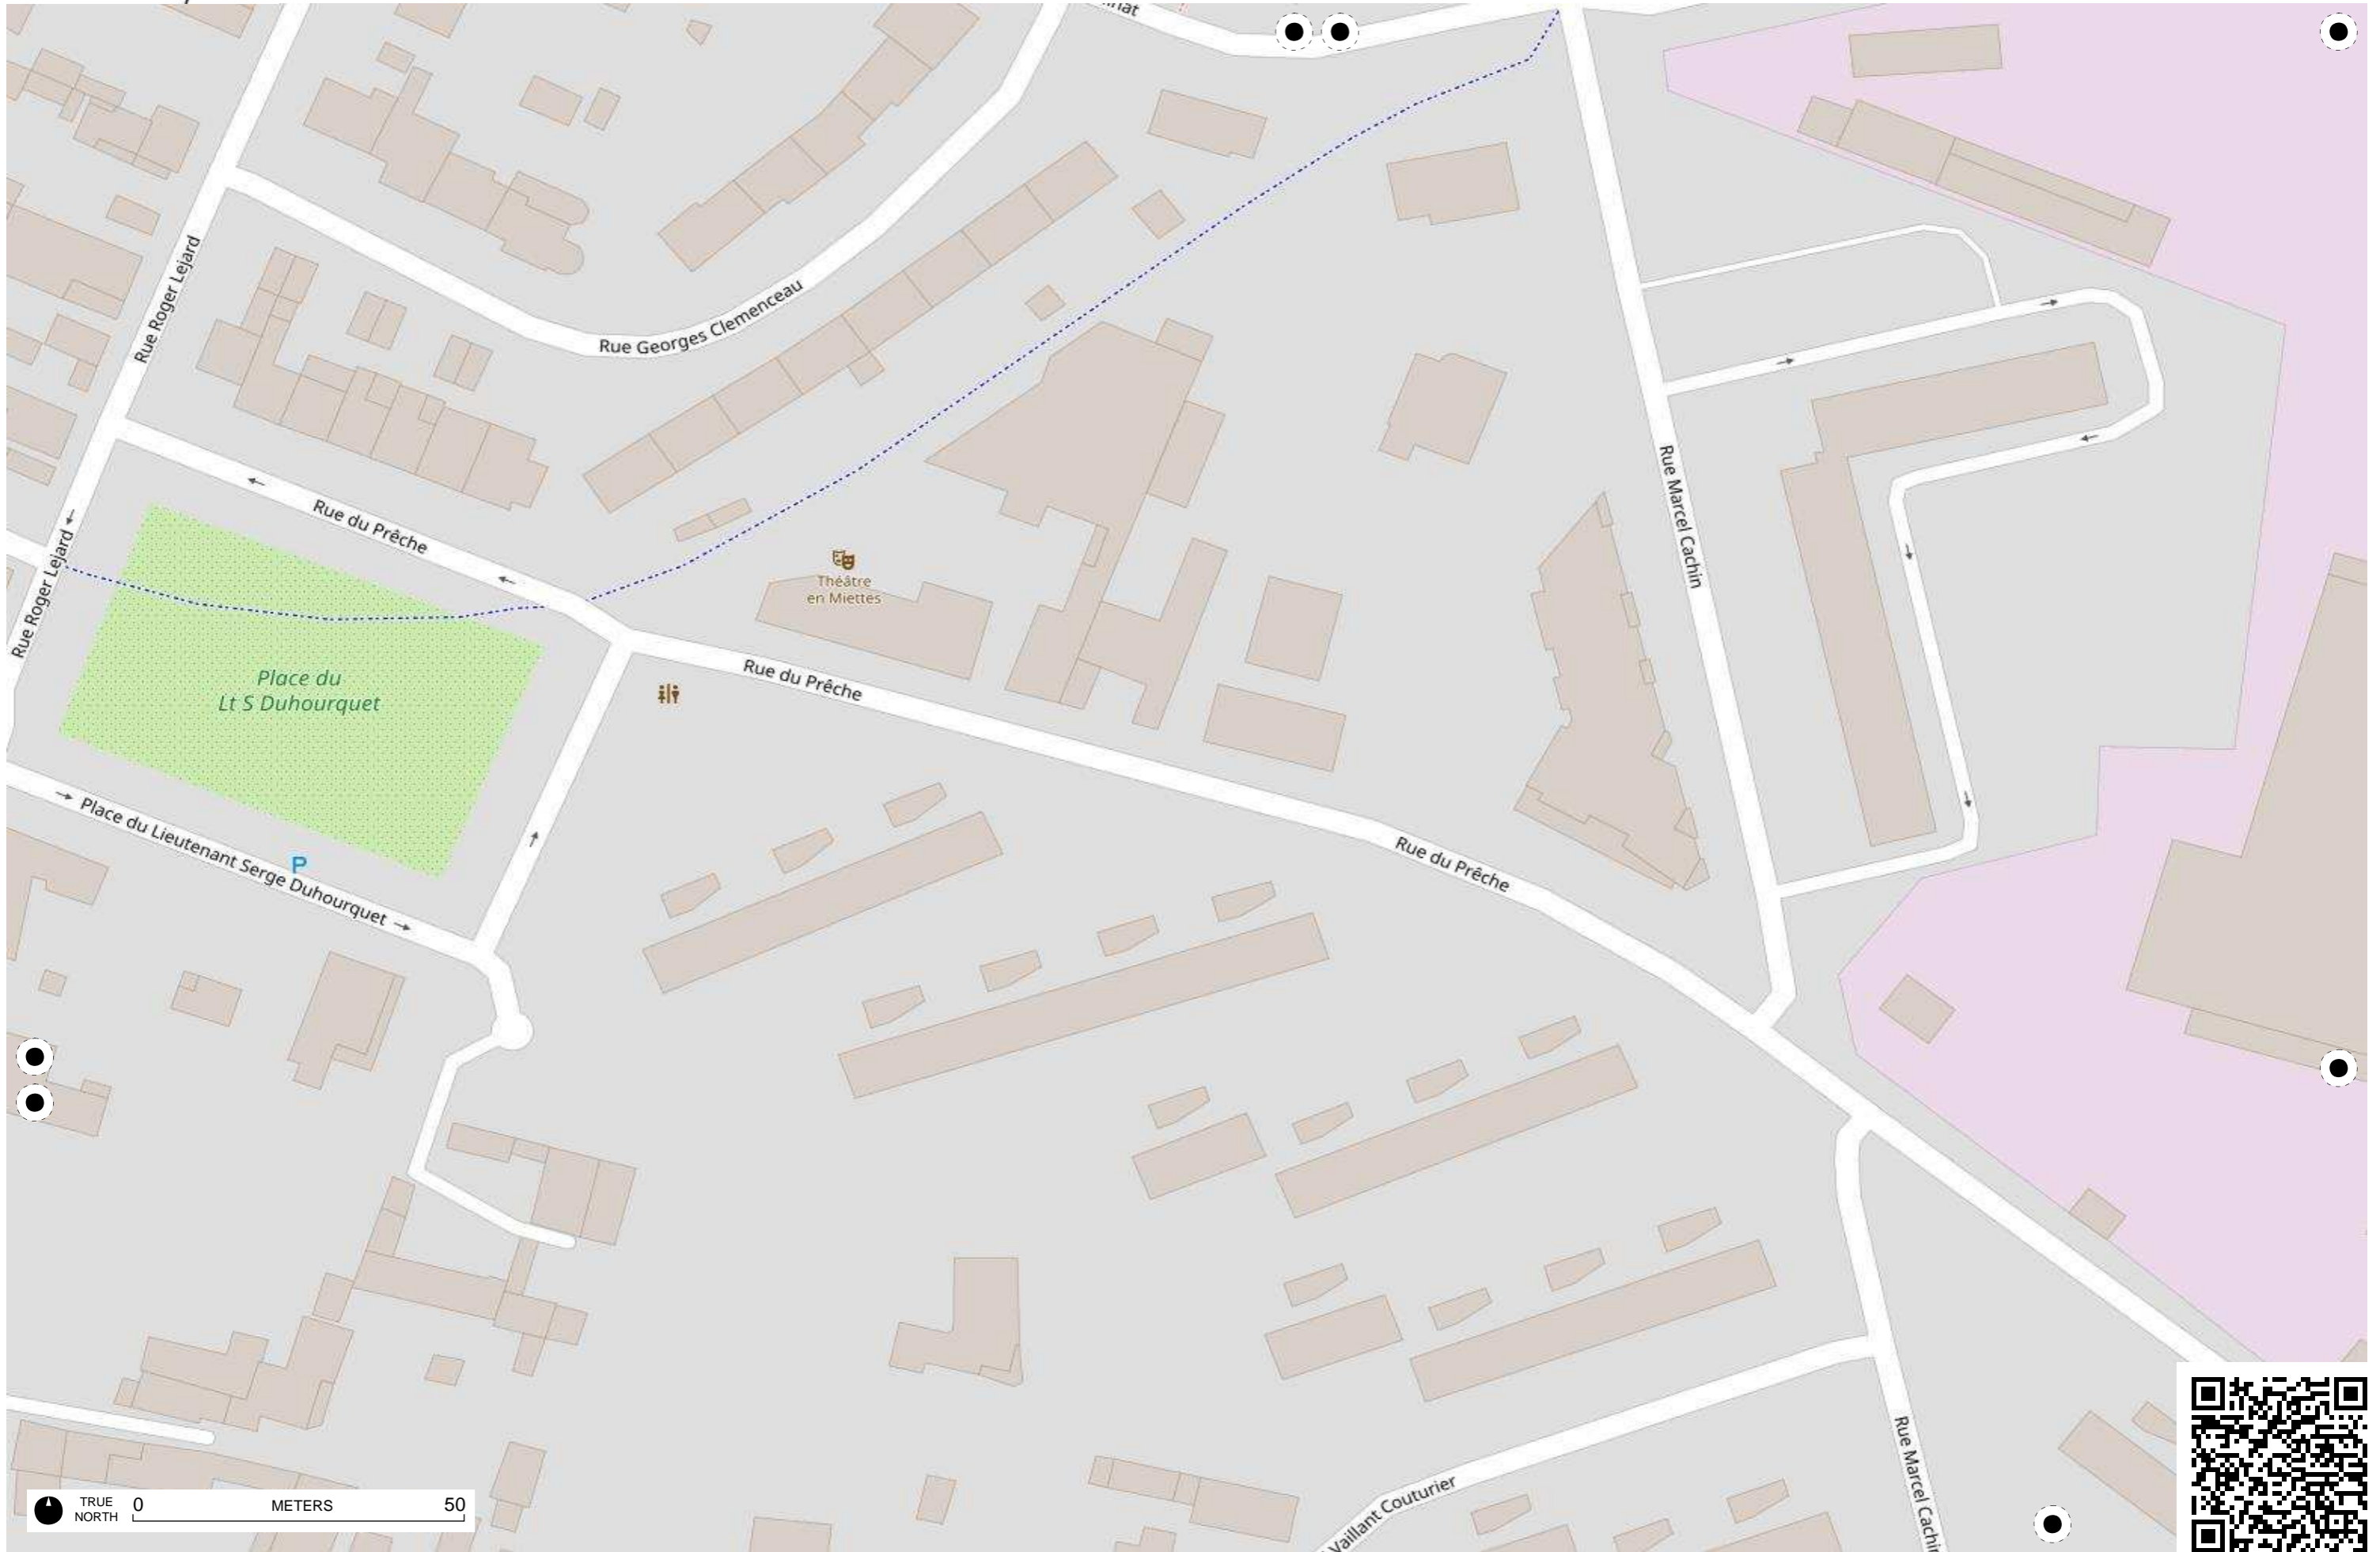 Rue Roger Lejard
Rue Georges Clemenceau
Rue du Prêche
Rue Marcel Cachin
Rue Roger Lejard
Théâtre
en Miettes
Place du
Lt S Duhourquet
Rue du Prêche
Place du Lieutenant Serge Duhourquet
P
Rue du Prêche
Vaillant Couturier
Rue Marcel Cachin
TRUE
NORTH
0 METERS 50